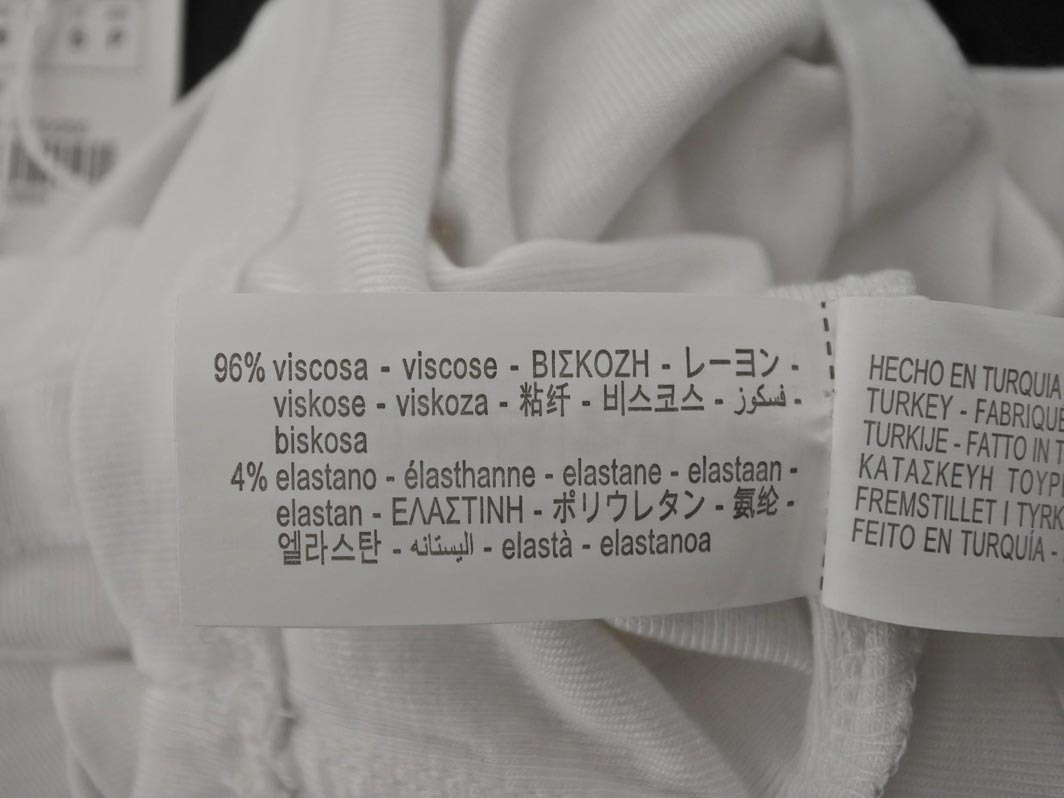 96% viscosa - viscose - ΒΙΣΚΟΖΗ - レーヨン -
viskose - viskoza - 粘纤 - 비스코스 - فسكوز -
biskosa
4% elastano - élasthanne - elastane - elastaan -
elastan - ΕΛΑΣΤΙΝΗ - ポリウレタン - 氨纶 -
엘라스탄 - اليستانه - elastà - elastanoa
HECHO EN TURQUIA
TURKEY - FABRIQUE
TURKIJE - FATTO IN T
ΚΑΤΑΣΚΕΥΗ ΤΟΥΡ
FREMSTILLET I TYRK
FEITO EN TURQUÍA -